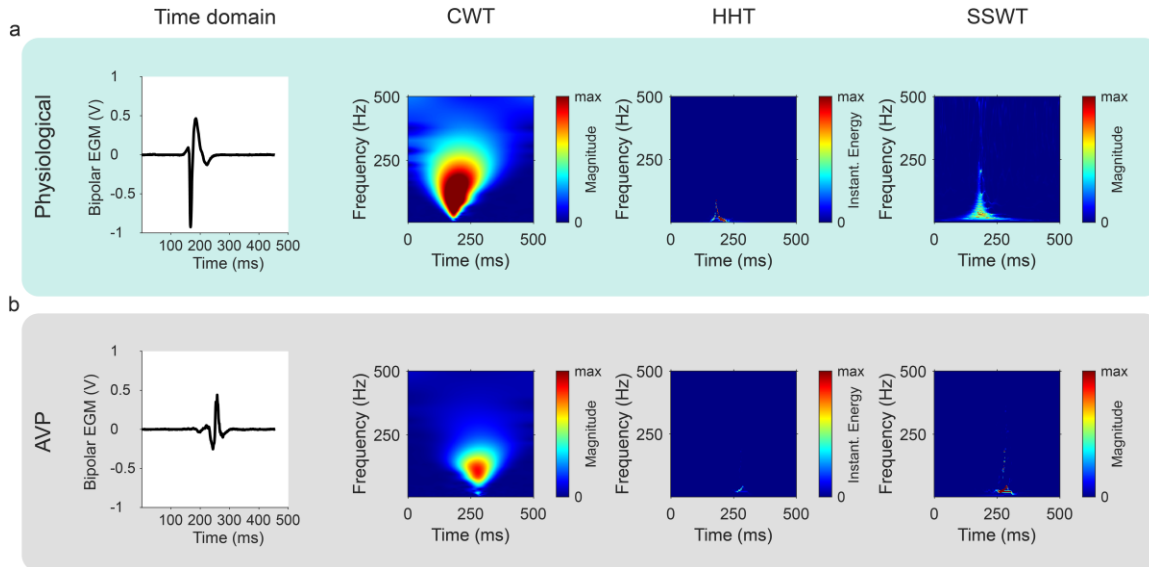 Time domain
CWT
HHT
SSWT
a
Physiological
Bipolar EGM (V)
1
0.5
0
-0.5
-1
100 200 300 400 500
Time (ms)
Frequency (Hz)
500
250
0 250 500
Time (ms)
max
0
Magnitude
Frequency (Hz)
500
250
0 250 500
Time (ms)
max
0
Instant. Energy
Frequency (Hz)
500
250
0 250 500
Time (ms)
max
0
Magnitude
b
AVP
Bipolar EGM (V)
1
0.5
0
-0.5
-1
100 200 300 400 500
Time (ms)
Frequency (Hz)
500
250
0 250 500
Time (ms)
max
0
Magnitude
Frequency (Hz)
500
250
0 250 500
Time (ms)
max
0
Instant. Energy
Frequency (Hz)
500
250
0 250 500
Time (ms)
max
0
Magnitude